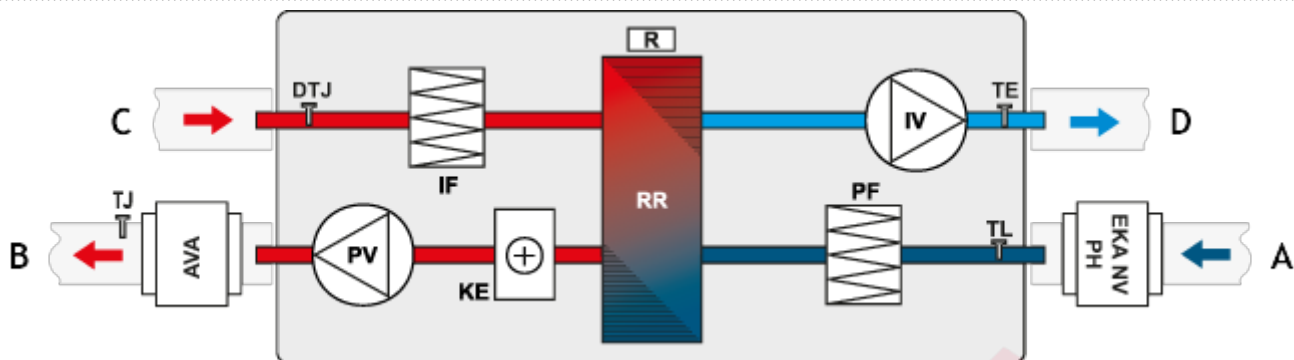 R
C
DTJ
IF
RR
IV
TE
D
B
TJ
AVA
PV
KE
PF
TL
EKA NV
PH
A